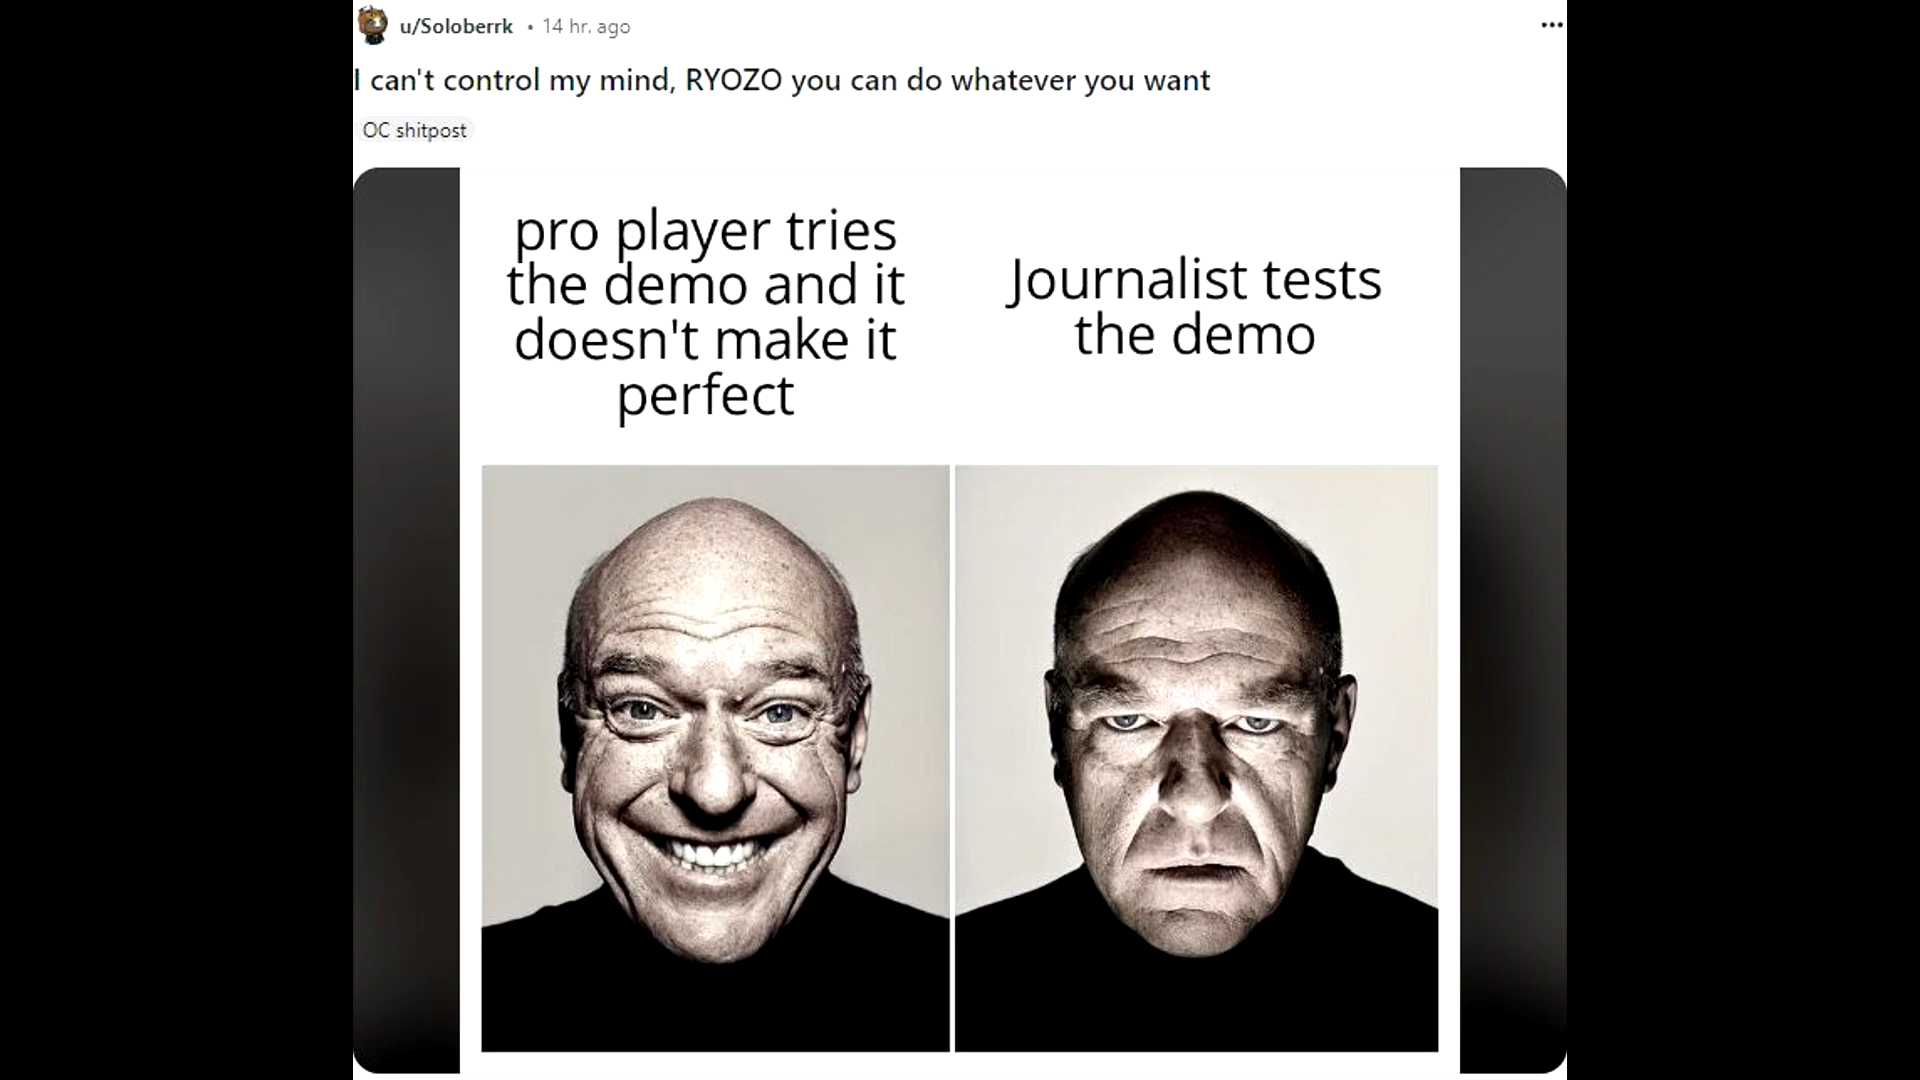 u/Soloberrk • 14 hr. ago
I can't control my mind, RYOZO you can do whatever you want
OC shitpost
pro player tries
the demo and it
doesn't make it
perfect
Journalist tests
the demo